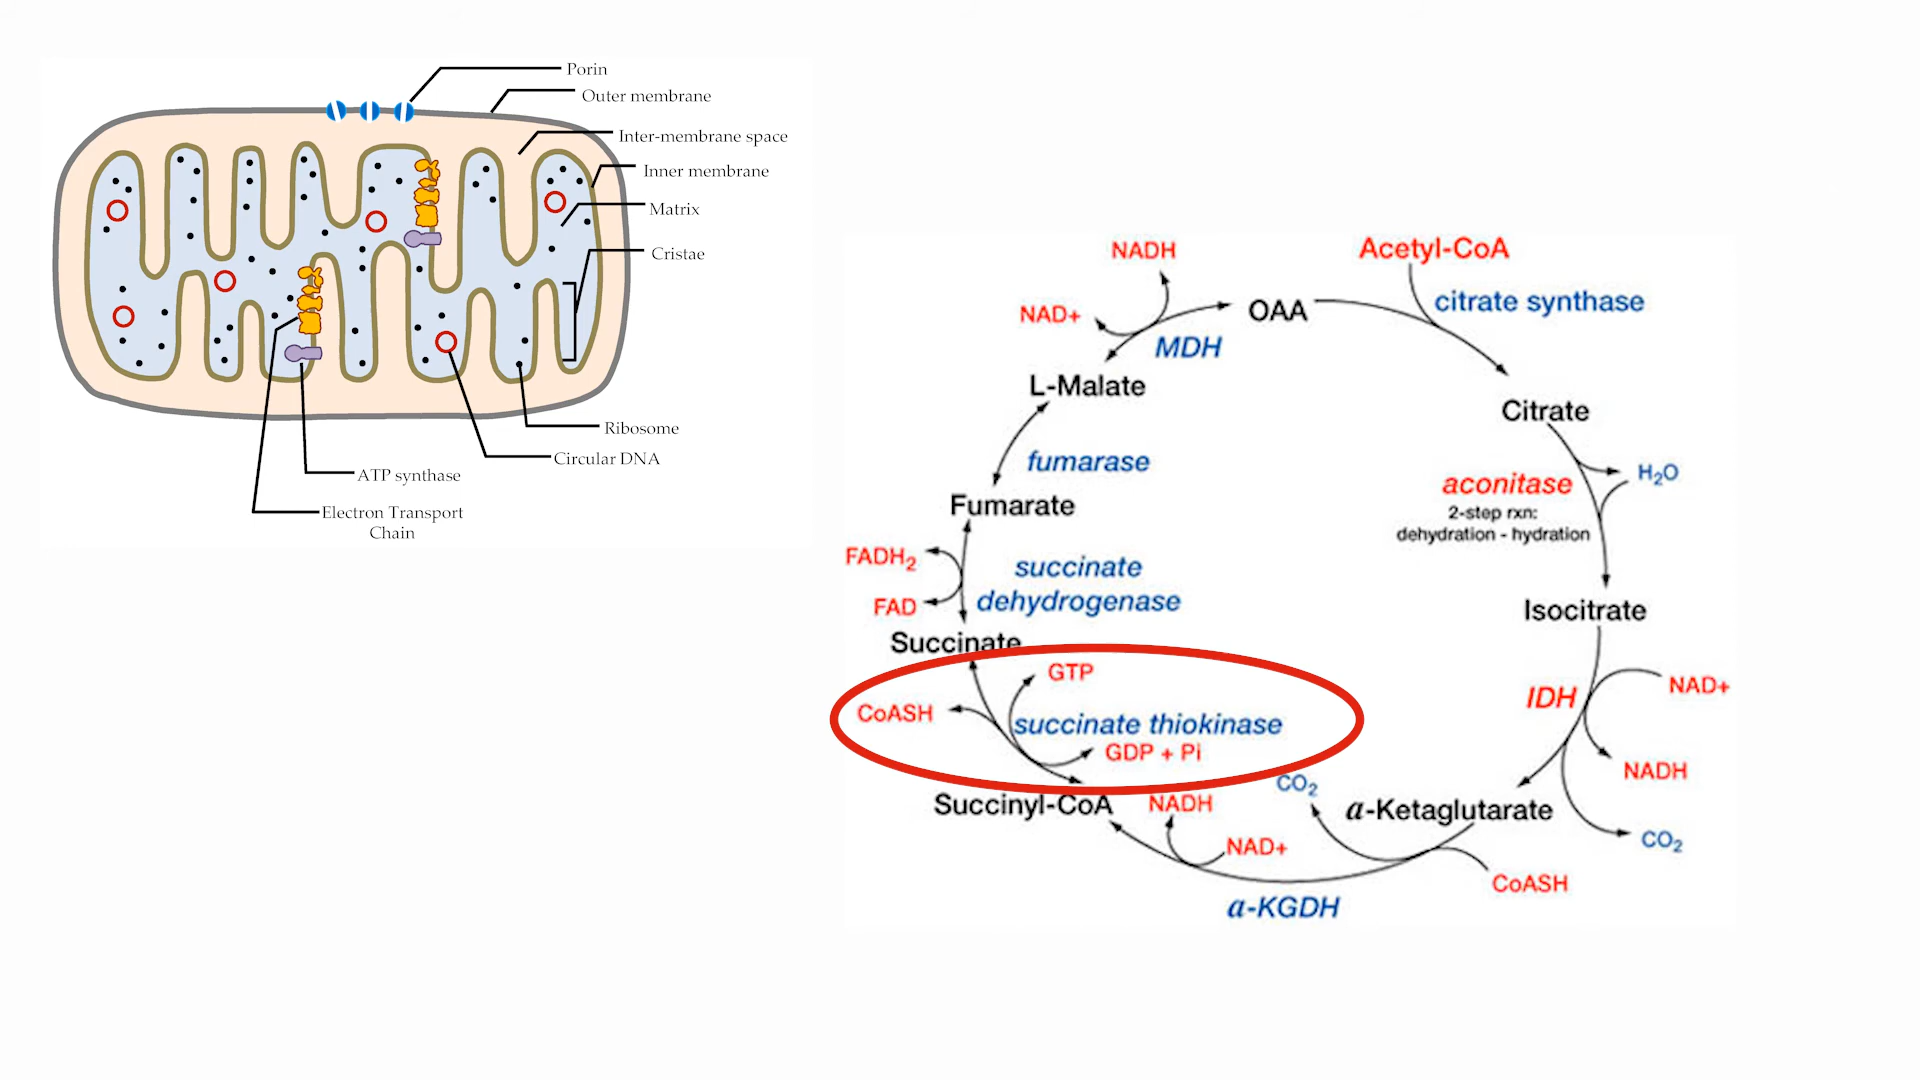 Porin
Outer membrane
Inter-membrane space
Inner membrane
Matrix
Cristae
Ribosome
Circular DNA
ATP synthase
Electron Transport
Chain
NADH
Acetyl-CoA
NAD+
OAA
citrate synthase
MDH
L-Malate
Citrate
fumarase
aconitase
H₂O
2-step rxn:
dehydration - hydration
Fumarate
FADH₂
succinate
dehydrogenase
FAD
Isocitrate
Succinate
GTP
CoASH
succinate thiokinase
GDP + Pi
IDH
NAD+
NADH
CO₂
Succinyl-CoA
NADH
α-Ketaglutarate
NAD+
CO₂
CoASH
α-KGDH